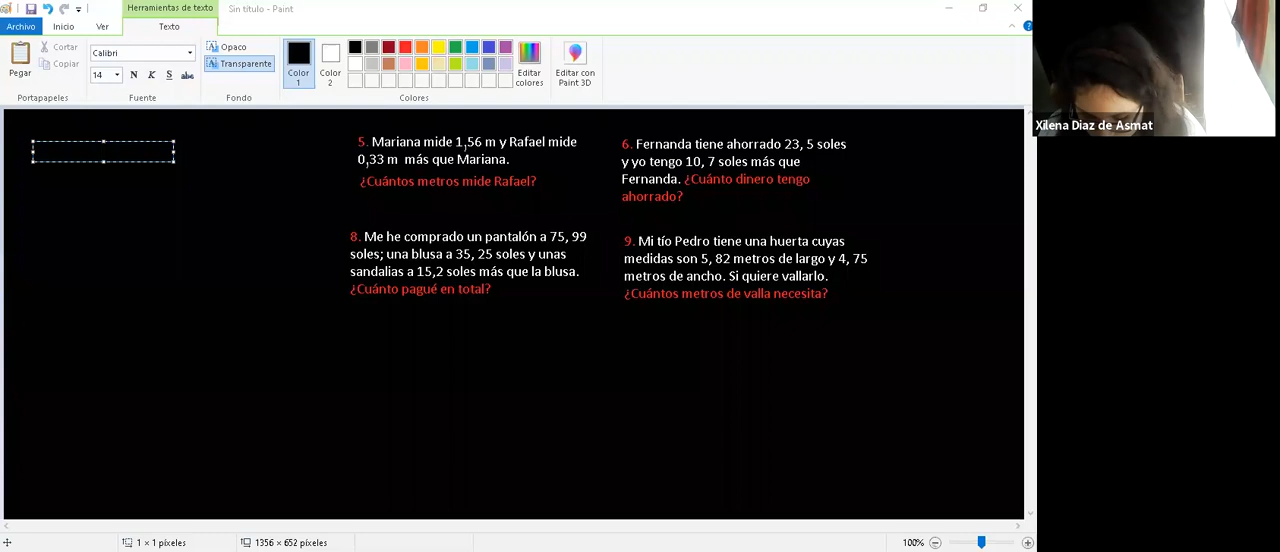 Herramientas de texto
Sin título - Paint
Archivo
Inicio
Ver
Texto
Pegar
Cortar
Copiar
Portapapeles
Calibri
14
N
K
S
abc
Fuente
Opaco
Transparente
Fondo
Color 1
Color 2
Editar colores
Editar con Paint 3D
Colores
Xilena Diaz de Asmat
5. Mariana mide 1,56 m y Rafael mide
0,33 m más que Mariana.
¿Cuántos metros mide Rafael?
6. Fernanda tiene ahorrado 23, 5 soles
y yo tengo 10, 7 soles más que
Fernanda. ¿Cuánto dinero tengo
ahorrado?
8. Me he comprado un pantalón a 75, 99
soles; una blusa a 35, 25 soles y unas
sandalias a 15,2 soles más que la blusa.
¿Cuánto pagué en total?
9. Mi tío Pedro tiene una huerta cuyas
medidas son 5, 82 metros de largo y 4, 75
metros de ancho. Si quiere vallarlo.
¿Cuántos metros de valla necesita?
1 × 1 píxeles
1356 × 652 píxeles
100%